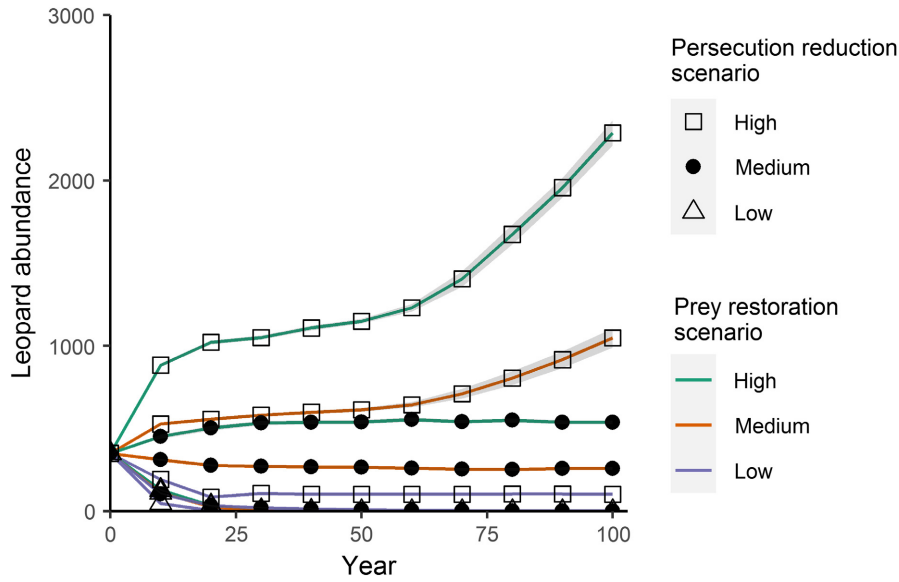 3000
2000
1000
0
Leopard abundance
0
25
50
75
100
Year
Persecution reduction
scenario
High
Medium
Low
Prey restoration
scenario
High
Medium
Low